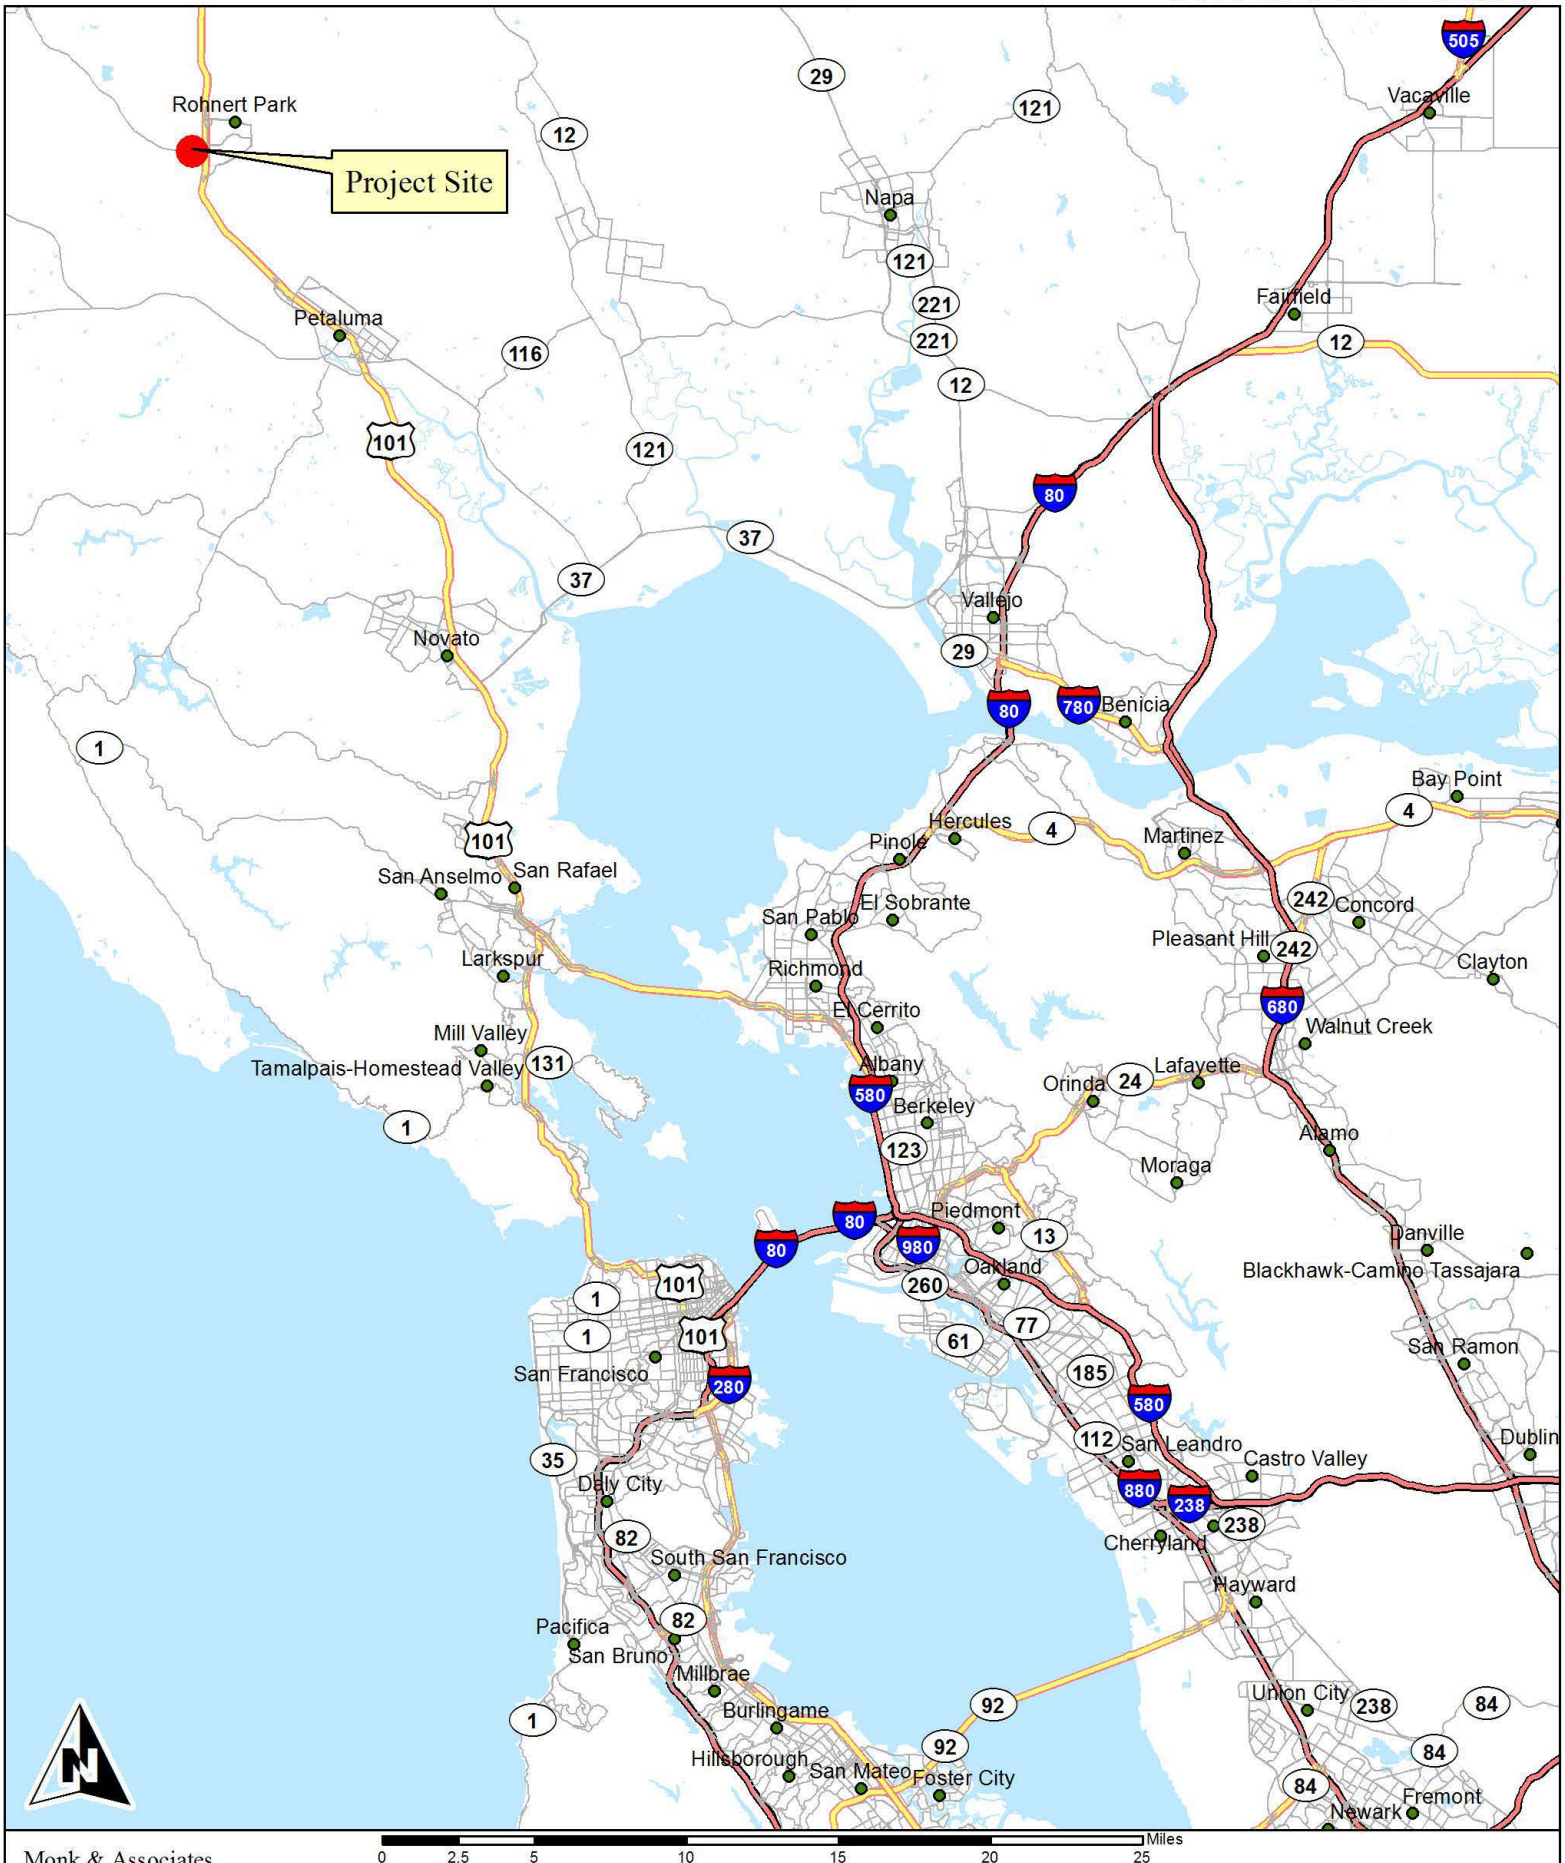 505
29
Vacaville
Rohnert Park
121
12
Project Site
Napa
121
221
Fairfield
Petaluma
221
12
116
12
101
121
80
37
37
Vallejo
Novato
29
80
780
Benicia
1
Bay Point
4
Hercules
4
101
Pinole
Martinez
San Anselmo
San Rafael
El Sobrante
242
Concord
San Pablo
Pleasant Hill
242
Larkspur
Clayton
Richmond
680
El Cerrito
Walnut Creek
Mill Valley
131
Albany
Tamalpais-Homestead Valley
Lafayette
24
Orinda
580
Berkeley
1
Alamo
123
Moraga
Piedmont
80
80
980
13
Danville
Oakland
Blackhawk-Camino Tassajara
101
260
1
77
1
101
61
San Ramon
San Francisco
185
280
580
112
Dublin
San Leandro
35
Castro Valley
Daly City
880
238
238
82
Cherryland
South San Francisco
Hayward
82
Pacifica
San Bruno
Millbrae
Union City
92
238
84
Burlingame
1
N
92
84
Hillsborough
San Mateo
Foster City
84
Fremont
Newark
Miles
Monk & Associates
0 2.5 5 10 15 20 25